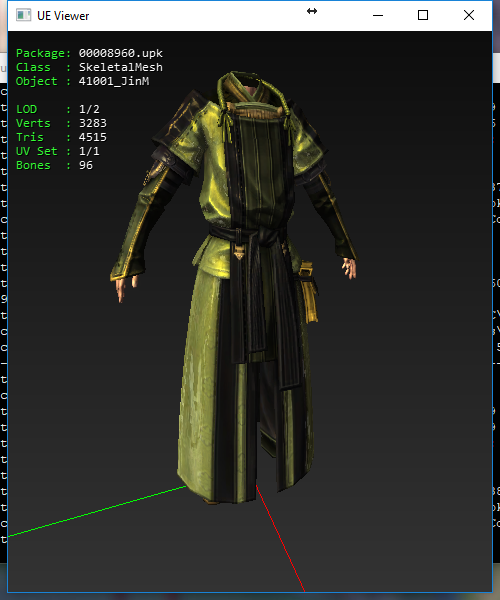 UE Viewer
Package: 00008960.upk
Class  : SkeletalMesh
Object : 41001_JinM
LOD    : 1/2
Verts  : 3283
Tris   : 4515
UV Set : 1/1
Bones  : 96